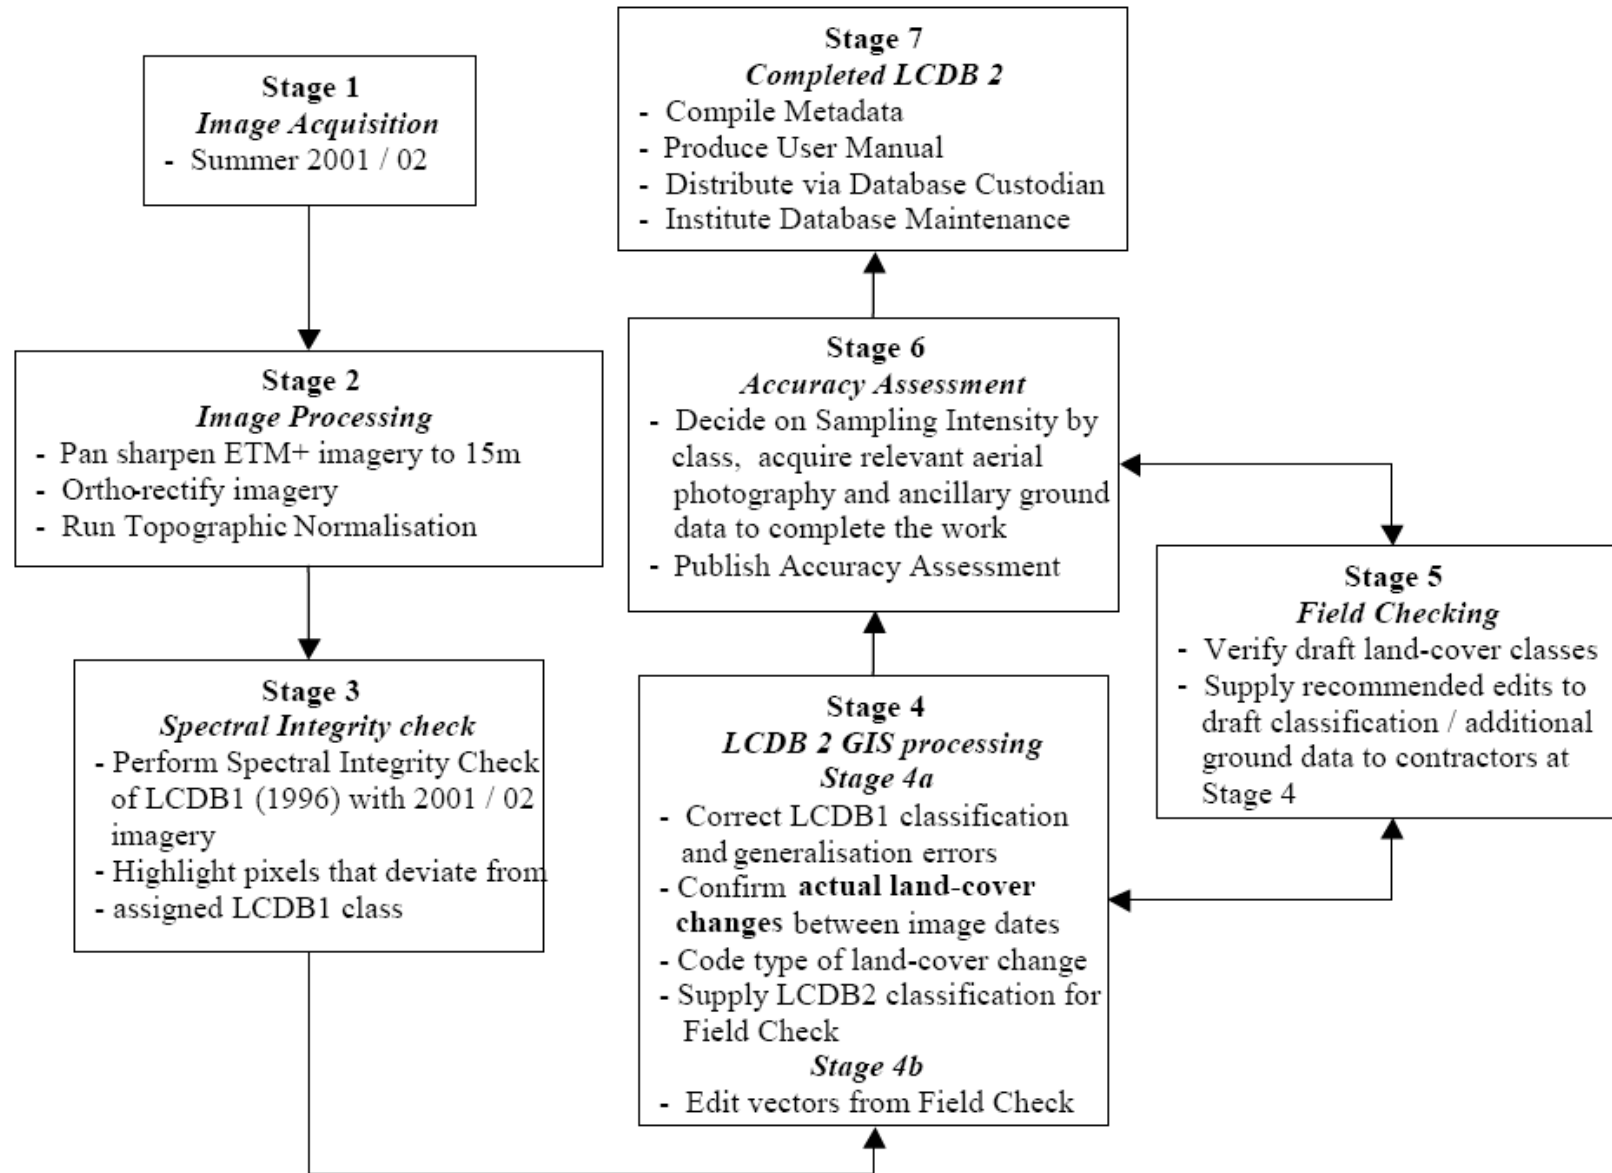 Stage 1
Image Acquisition
- Summer 2001 / 02
Stage 2
Image Processing
- Pan sharpen ETM+ imagery to 15m
- Ortho-rectify imagery
- Run Topographic Normalisation
Stage 3
Spectral Integrity check
- Perform Spectral Integrity Check
of LCDB1 (1996) with 2001 / 02
imagery
- Highlight pixels that deviate from
- assigned LCDB1 class
Stage 4
LCDB 2 GIS processing
Stage 4a
- Correct LCDB1 classification
and generalisation errors
- Confirm actual land-cover
changes between image dates
- Code type of land-cover change
- Supply LCDB2 classification for
Field Check
Stage 4b
- Edit vectors from Field Check
Stage 5
Field Checking
- Verify draft land-cover classes
- Supply recommended edits to
draft classification / additional
ground data to contractors at
Stage 4
Stage 6
Accuracy Assessment
- Decide on Sampling Intensity by
class, acquire relevant aerial
photography and ancillary ground
data to complete the work
- Publish Accuracy Assessment
Stage 7
Completed LCDB 2
- Compile Metadata
- Produce User Manual
- Distribute via Database Custodian
- Institute Database Maintenance